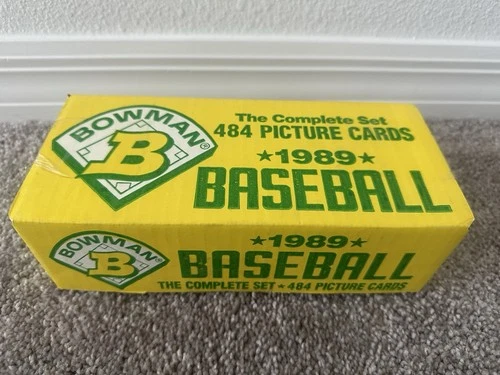 BOWMAN®
B
The Complete Set
484 PICTURE CARDS
★1989★
BASEBALL
BOWMAN®
B
★1989★
BASEBALL
THE COMPLETE SET ★ 484 PICTURE CARDS